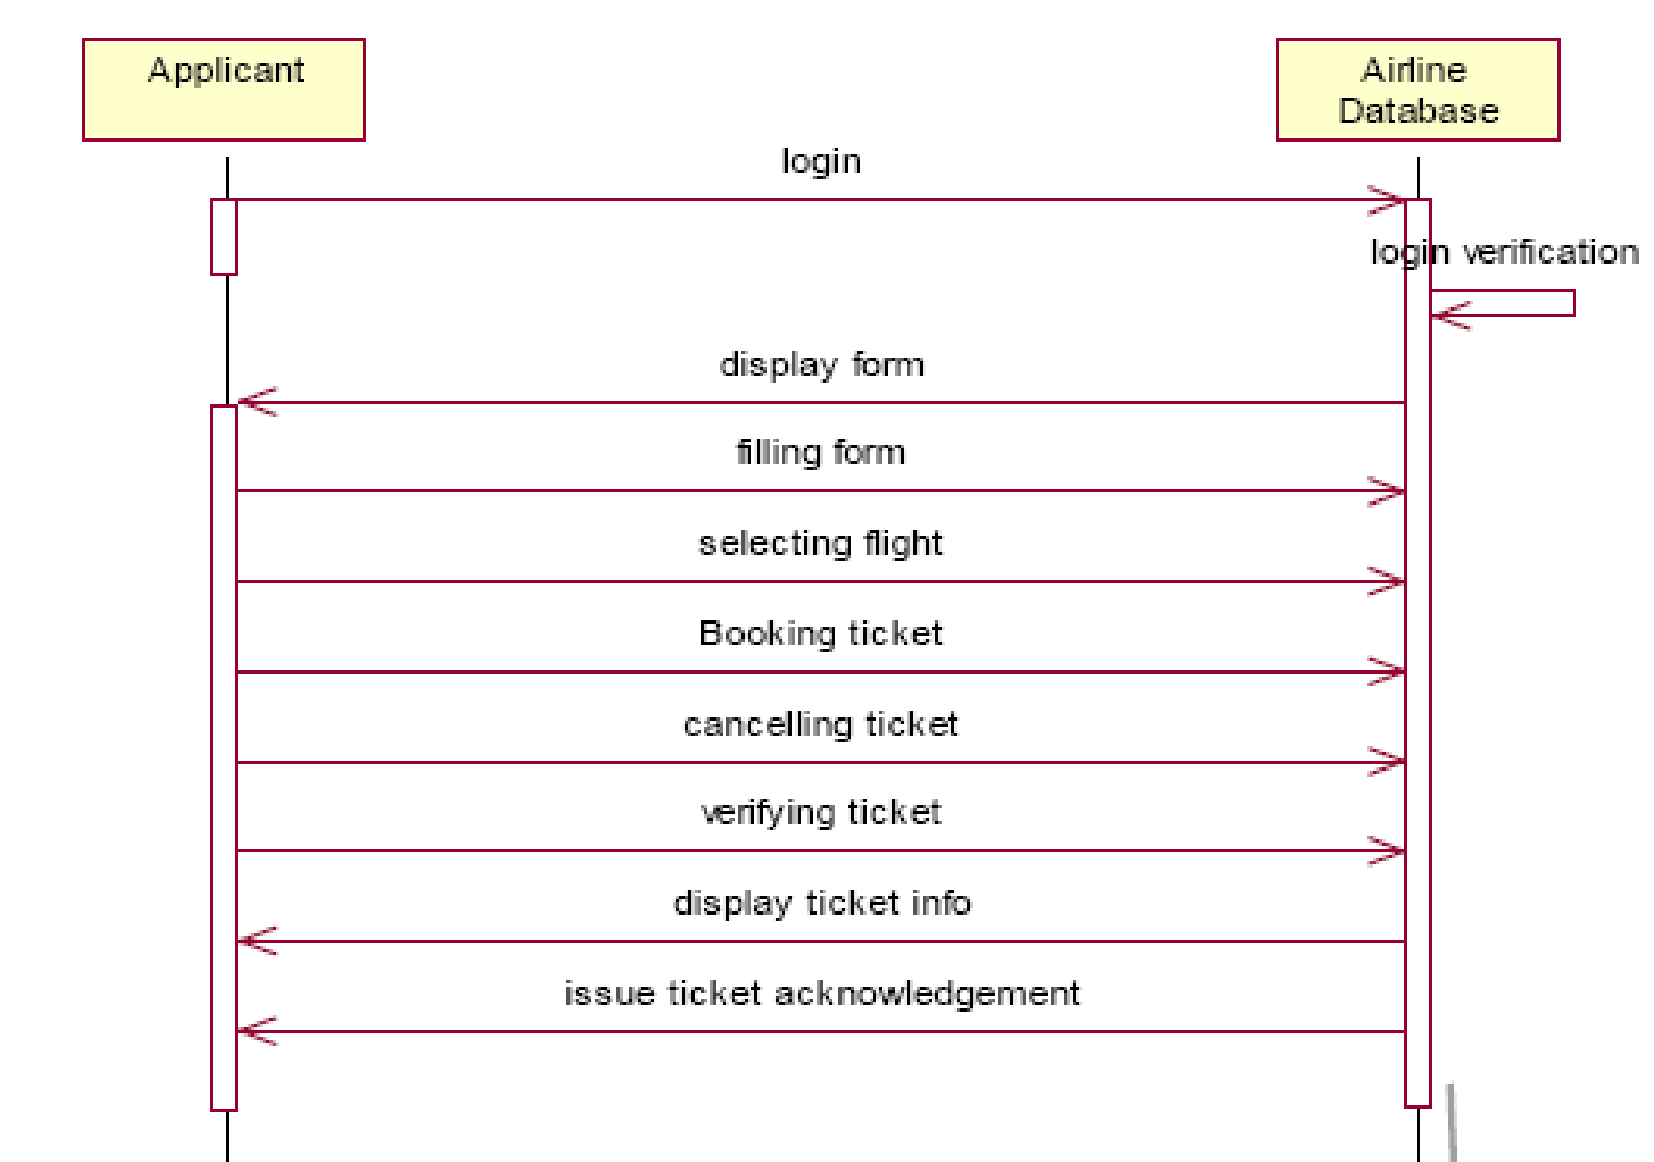 Applicant
Airline
Database
login
login verification
display form
filling form
selecting flight
Booking ticket
cancelling ticket
verifying ticket
display ticket info
issue ticket acknowledgement